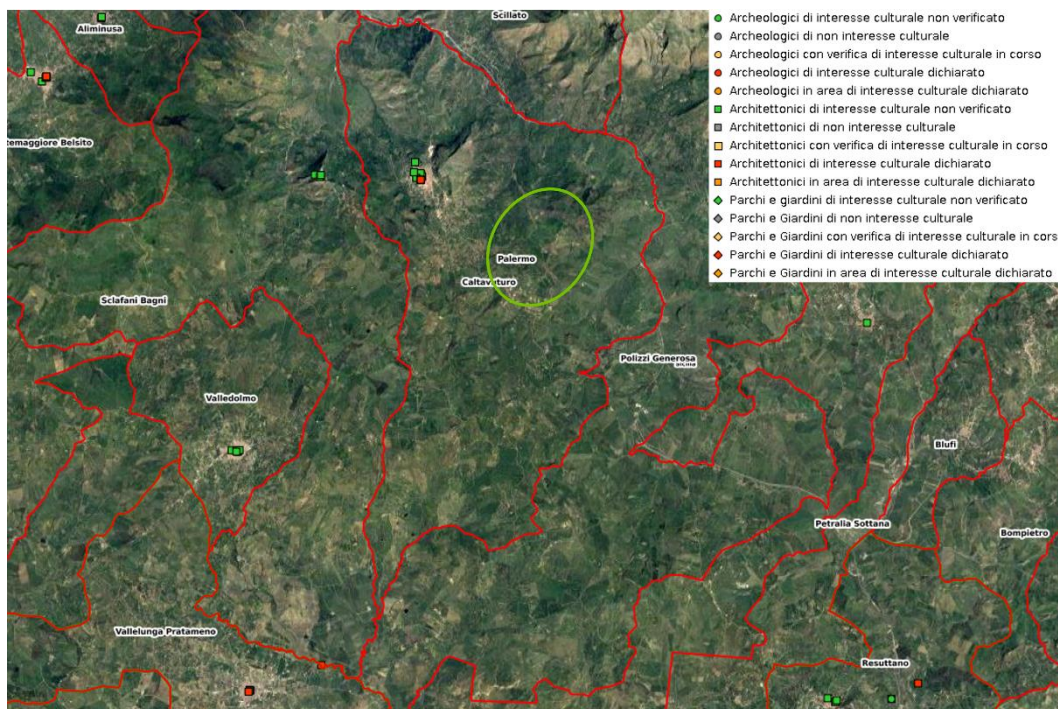 Scillato
Aliminusa
temaggiore Belsito
Palermo
Caltavuturo
Sclafani Bagni
Polizzi Generosa
Sicilia
Valledolmo
Blufi
Petralia Sottana
Bompietro
Vallelunga Pratameno
Resuttano
Archeologici di interesse culturale non verificato
Archeologici di non interesse culturale
Archeologici con verifica di interesse culturale in corso
Archeologici di interesse culturale dichiarato
Archeologici in area di interesse culturale dichiarato
Architettonici di interesse culturale non verificato
Architettonici di non interesse culturale
Architettonici con verifica di interesse culturale in corso
Architettonici di interesse culturale dichiarato
Architettonici in area di interesse culturale dichiarato
Parchi e giardini di interesse culturale non verificato
Parchi e Giardini di non interesse culturale
Parchi e Giardini con verifica di interesse culturale in cors
Parchi e Giardini di interesse culturale dichiarato
Parchi e Giardini in area di interesse culturale dichiarato